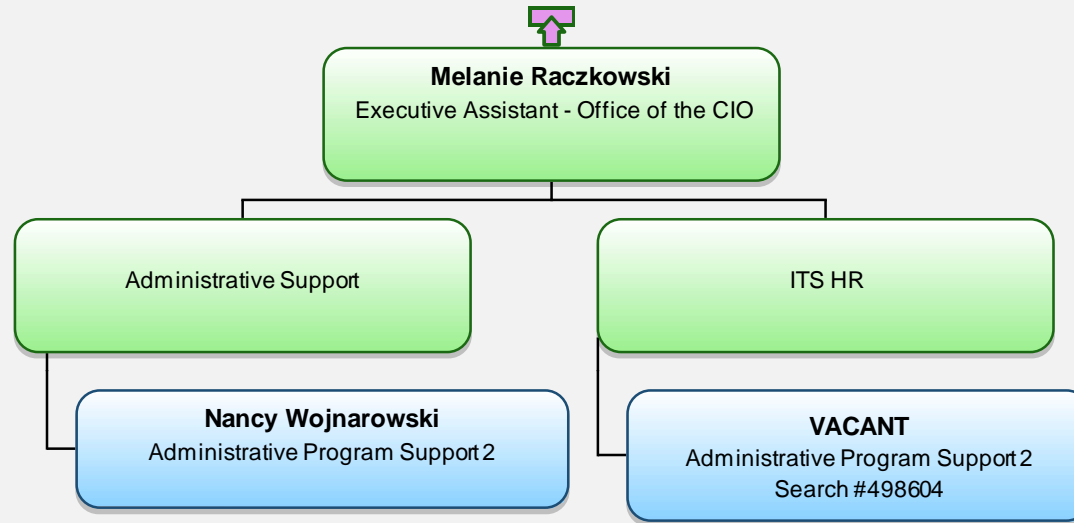 Melanie Raczkowski
Executive Assistant - Office of the CIO
Administrative Support
ITS HR
Nancy Wojnarowski
Administrative Program Support 2
VACANT
Administrative Program Support 2
Search #498604